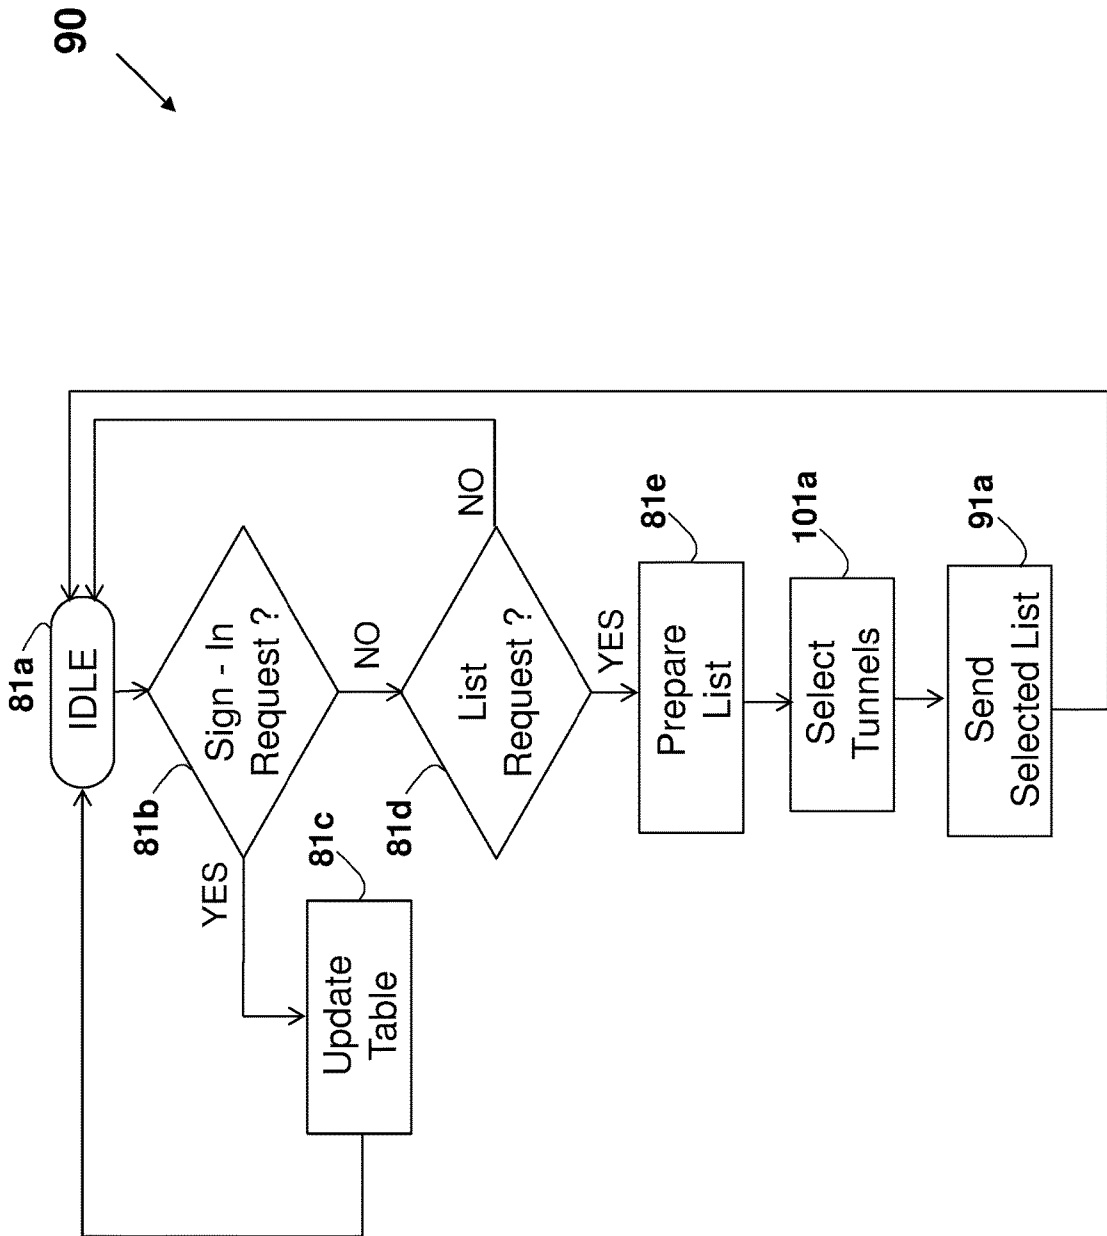 90
81a
IDLE
81b
Sign - In
Request ?
YES
NO
81c
Update
Table
81d
List
Request ?
NO
YES
81e
Prepare
List
101a
Select
Tunnels
91a
Send
Selected List